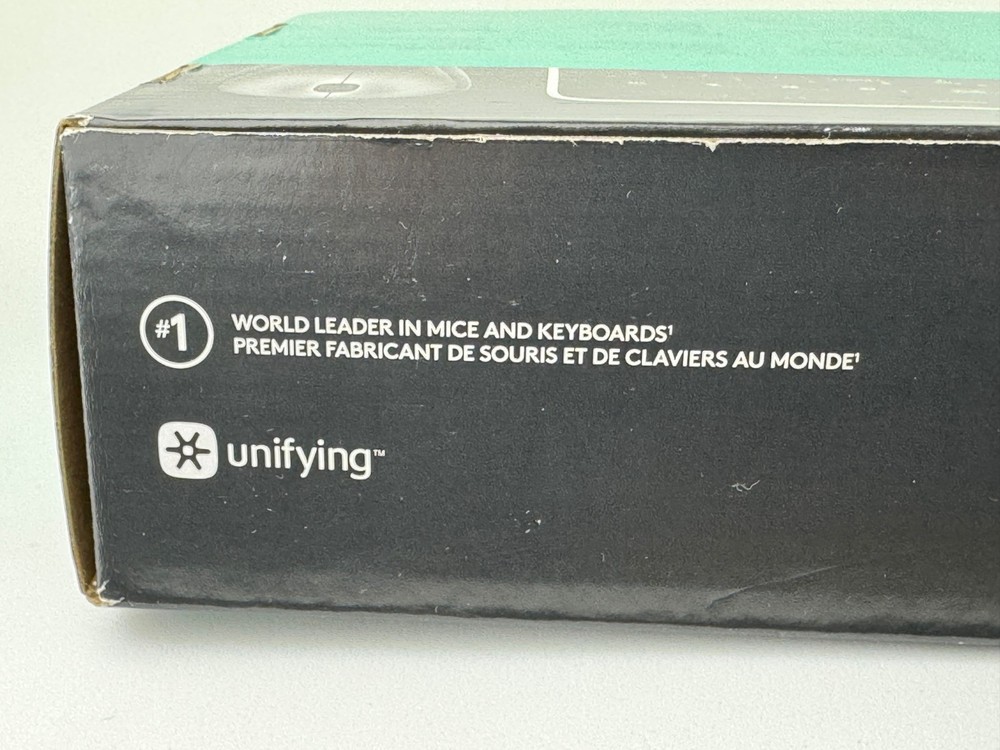 #1
WORLD LEADER IN MICE AND KEYBOARDS¹
PREMIER FABRICANT DE SOURIS ET DE CLAVIERS AU MONDE¹
unifying™